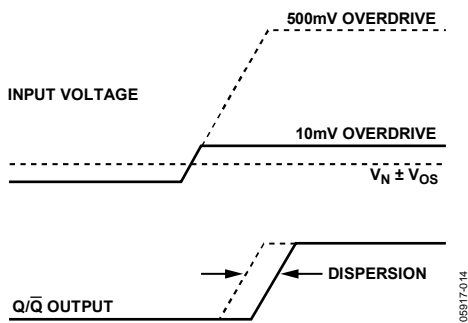 500mV OVERDRIVE
INPUT VOLTAGE
10mV OVERDRIVE
V_N ± V_OS
DISPERSION
Q/Q̅ OUTPUT
05917-014